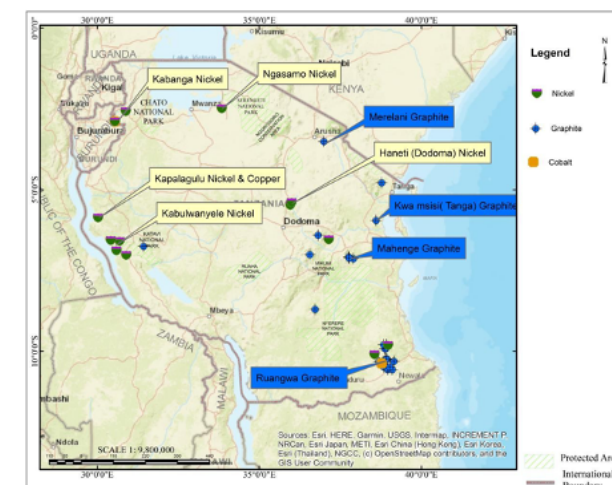 30°0'0"E
35°0'0"E
40°0'0"E
0°0'0"
Kisumu
UGANDA
Nairobi
KENYA
Kigali
Kabanga Nickel
Ngasamo Nickel
CHATO
NATIONAL
PARK
Mwanza
Bujumbura
BURUNDI
Arusha
Merelani Graphite
Haneti (Dodoma) Nickel
Kapalagulu Nickel & Copper
TANZANIA
Tanga
5°0'0"S
Kabulwanyele Nickel
Dodoma
Kwa msisi( Tanga) Graphite
KATAVI
NATIONAL
PARK
Mahenge Graphite
RUAHA
NATIONAL
PARK
Mbeya
ZAMBIA
MALAWI
10°0'0"S
Ruangwa Graphite
Newala
MOZAMBIQUE
Ndola
SCALE 1:9,800,000
Sources: Esri, HERE, Garmin, USGS, Intermap, INCREMENT P,
NRCan, Esri Japan, METI, Esri China (Hong Kong), Esri Korea,
Esri (Thailand), NGCC, (c) OpenStreetMap contributors, and the
GIS User Community
N
Legend
Nickel
Graphite
Cobalt
Protected Are
International